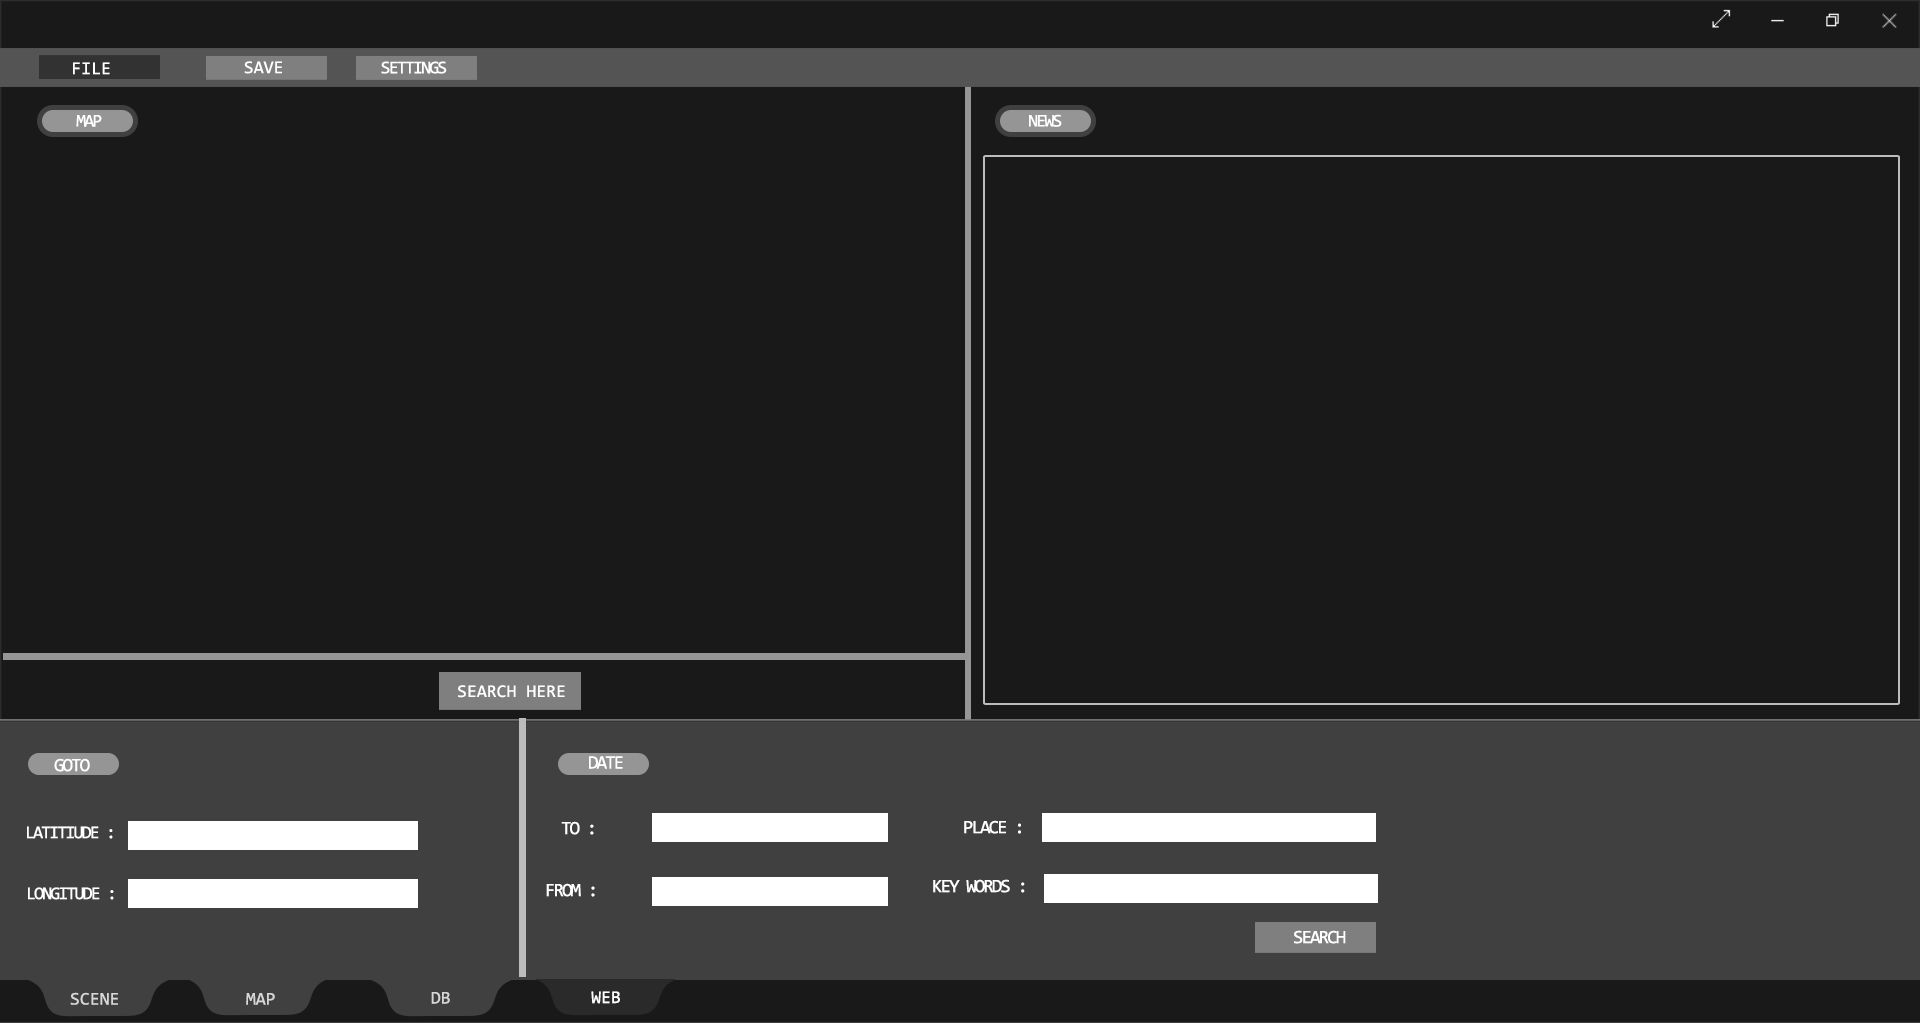 FILE SAVE SETTINGS
MAP
NEWS
SEARCH HERE
GOTO
LATITIUDE :
LONGITUDE :
DATE
TO :
FROM :
PLACE :
KEY WORDS :
SEARCH
SCENE MAP DB WEB